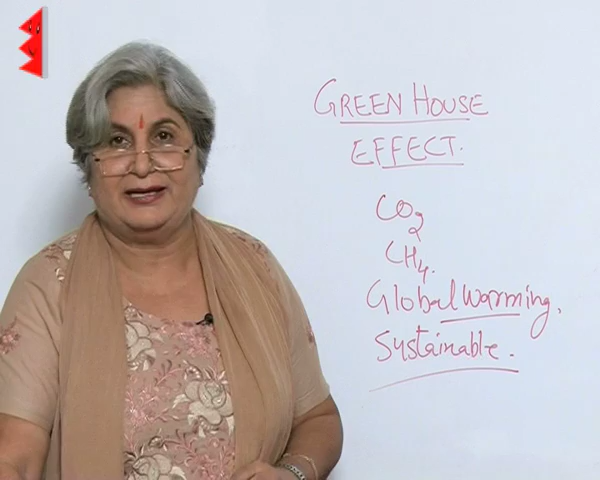 GREEN HOUSE
EFFECT.
CO2
CH4.
Global warming,
Sustainable.